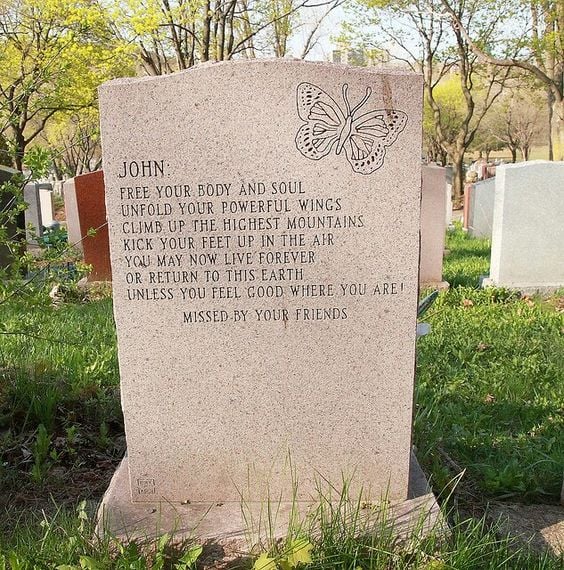 JOHN:
FREE YOUR BODY AND SOUL
UNFOLD YOUR POWERFUL WINGS
CLIMB UP THE HIGHEST MOUNTAINS
KICK YOUR FEET UP IN THE AIR
YOU MAY NOW LIVE FOREVER
OR RETURN TO THIS EARTH
UNLESS YOU FEEL GOOD WHERE YOU ARE!
MISSED BY YOUR FRIENDS